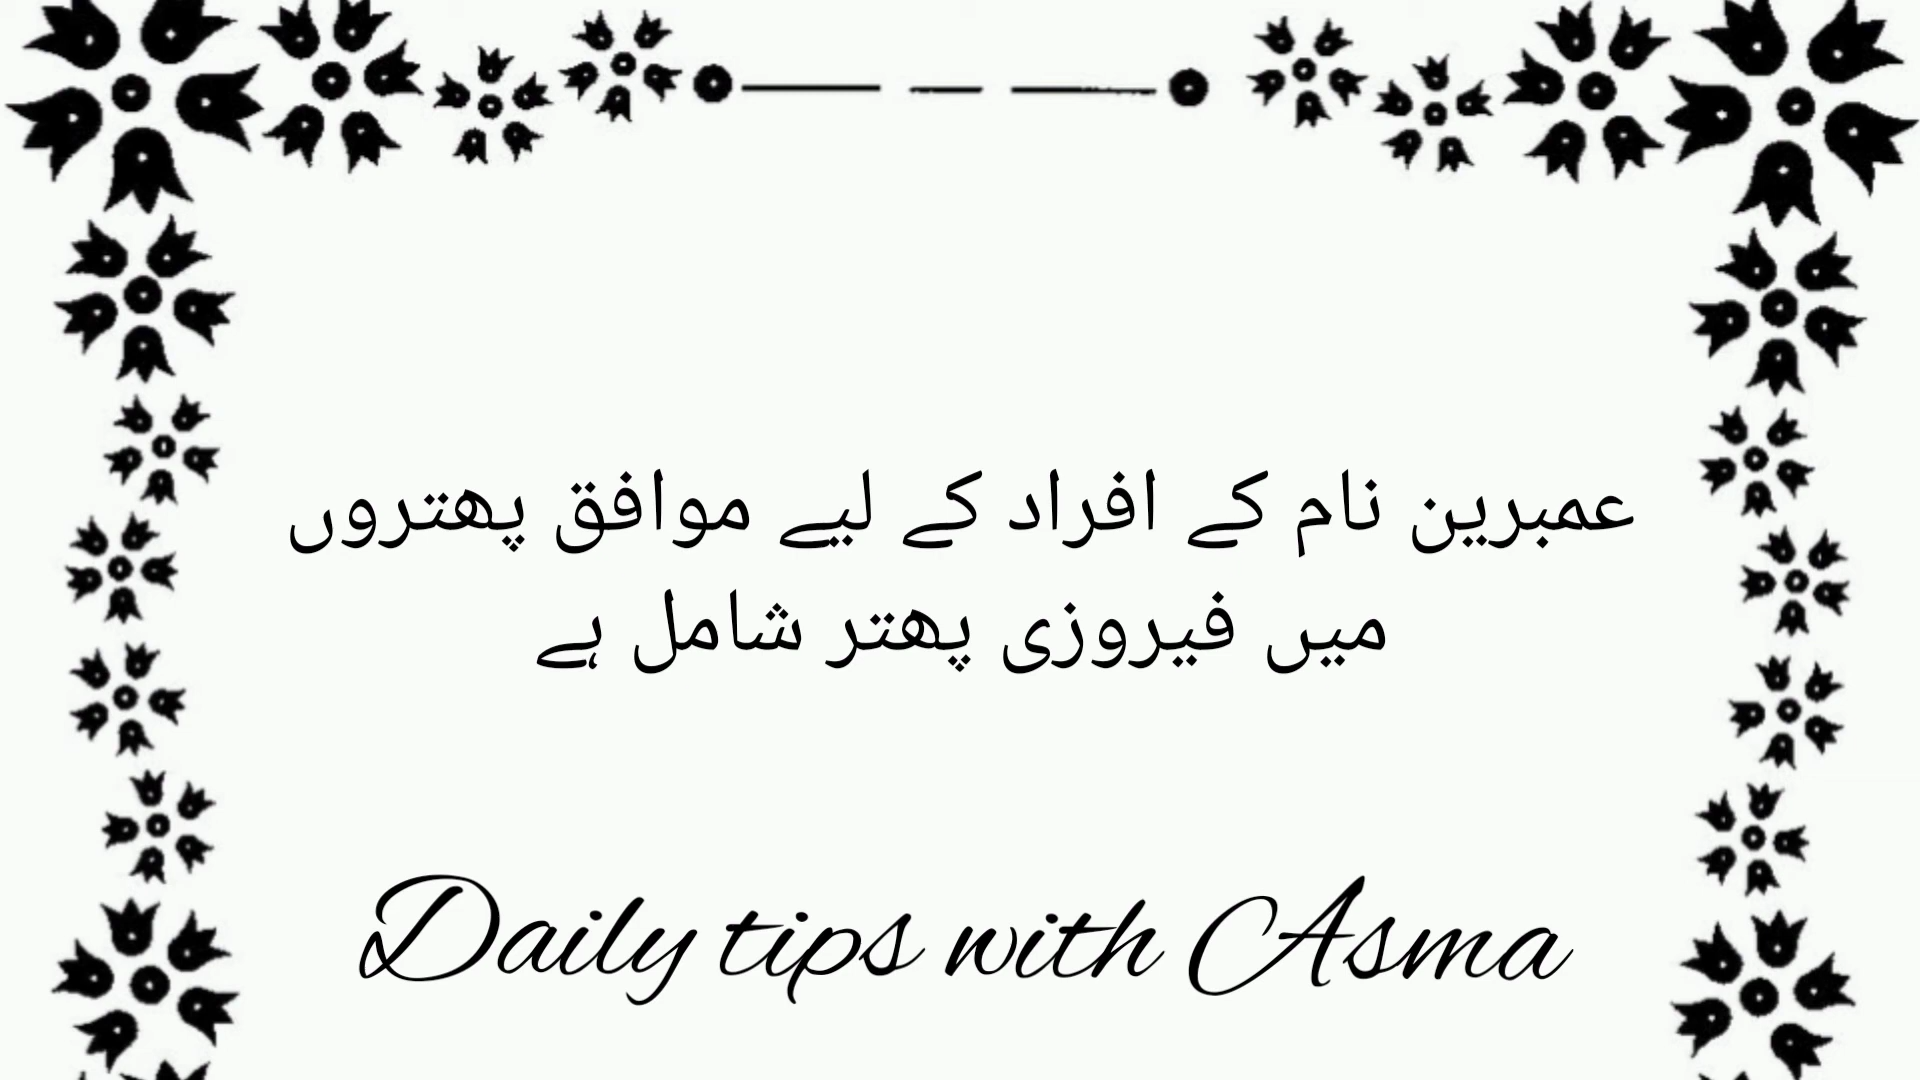 عمبرین نام کے افراد کے لیے موافق پھتروں
میں فیروزی پھتر شامل ہے
Daily tips with Asma